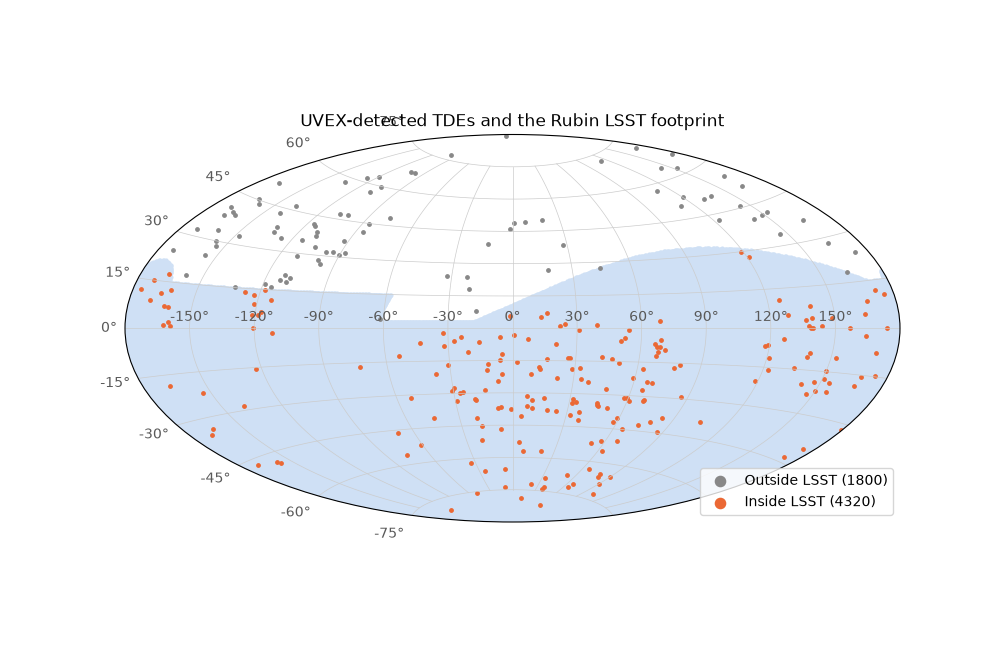 UVEX-detected TDEs and the Rubin LSST footprint
75°
60°
45°
30°
15°
0°
-15°
-30°
-45°
-60°
-75°
-150° -120° -90° -60° -30° 0° 30° 60° 90° 120° 150°
Outside LSST (1800)
Inside LSST (4320)